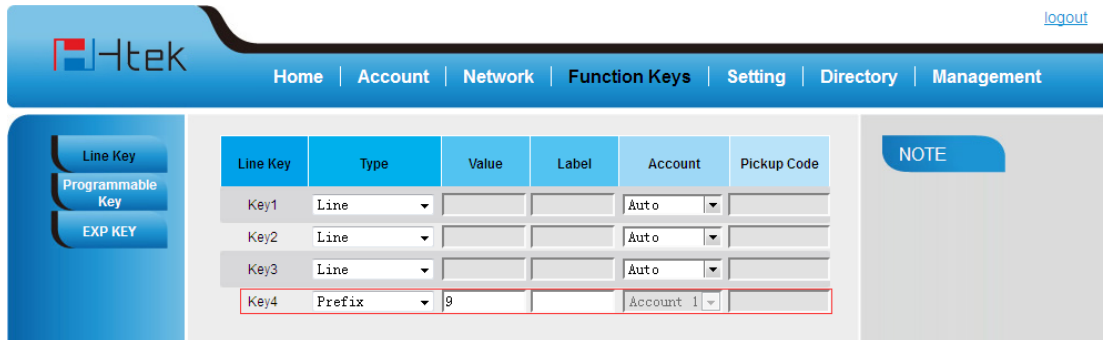 logout
Htek
Home | Account | Network | Function Keys | Setting | Directory | Management
Line Key
Programmable
Key
EXP KEY
Line Key Type Value Label Account Pickup Code
Key1 Line Auto
Key2 Line Auto
Key3 Line Auto
Key4 Prefix 9 Account 1
NOTE